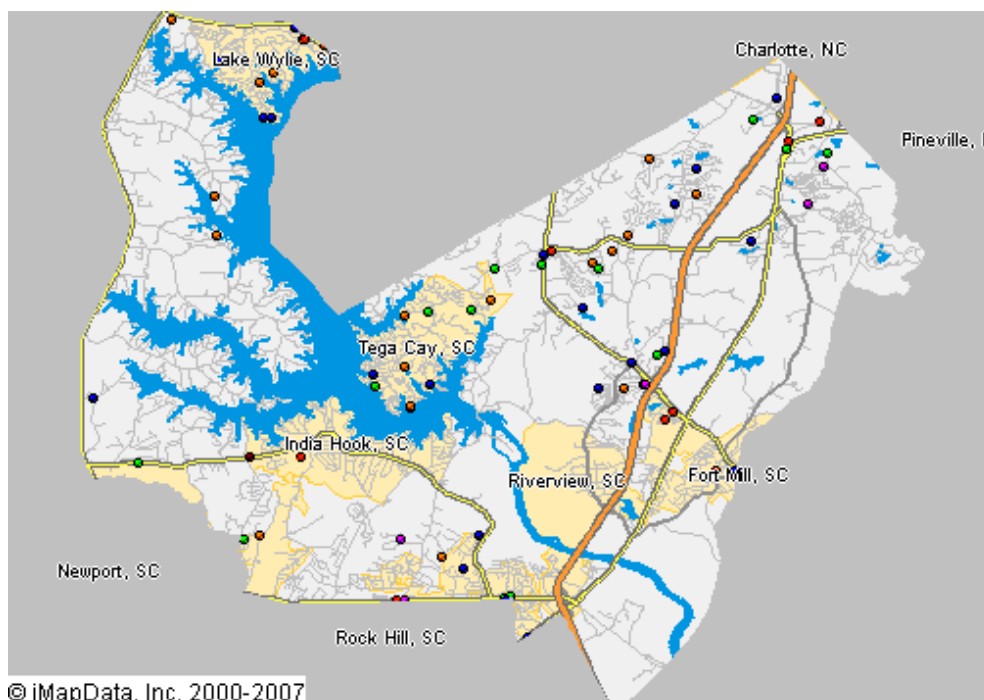 Charlotte, NC
Lake Wylie, SC
Pineville,
Tega Cay, SC
India Hook, SC
Riverview, SC
Fort Mill, SC
Newport, SC
Rock Hill, SC
© iMapData, Inc. 2000-2007